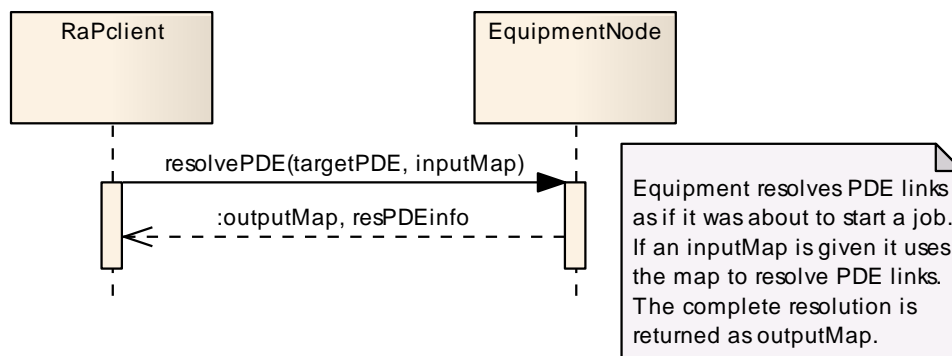 RaPclient
EquipmentNode
resolvePDE(targetPDE, inputMap)
:outputMap, resPDEinfo
Equipment resolves PDE links
as if it was about to start a job.
If an inputMap is given it uses
the map to resolve PDE links.
The complete resolution is
returned as outputMap.